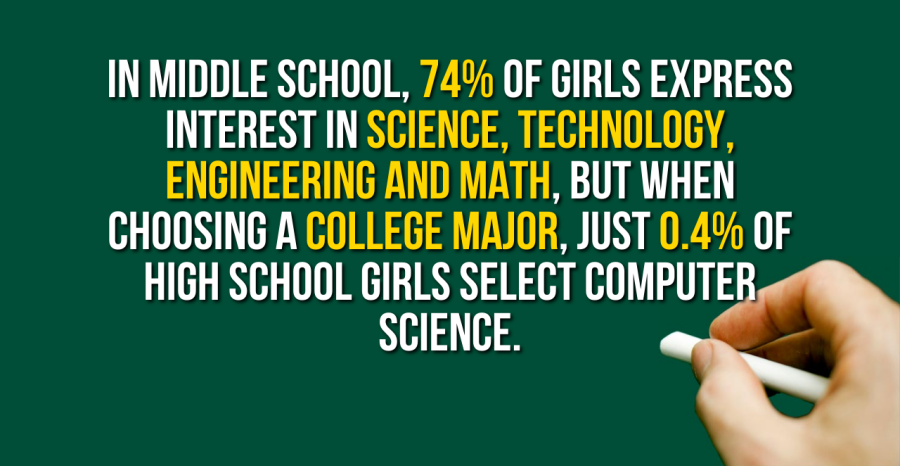 IN MIDDLE SCHOOL, 74% OF GIRLS EXPRESS
INTEREST IN SCIENCE, TECHNOLOGY,
ENGINEERING AND MATH, BUT WHEN
CHOOSING A COLLEGE MAJOR, JUST 0.4% OF
HIGH SCHOOL GIRLS SELECT COMPUTER
SCIENCE.